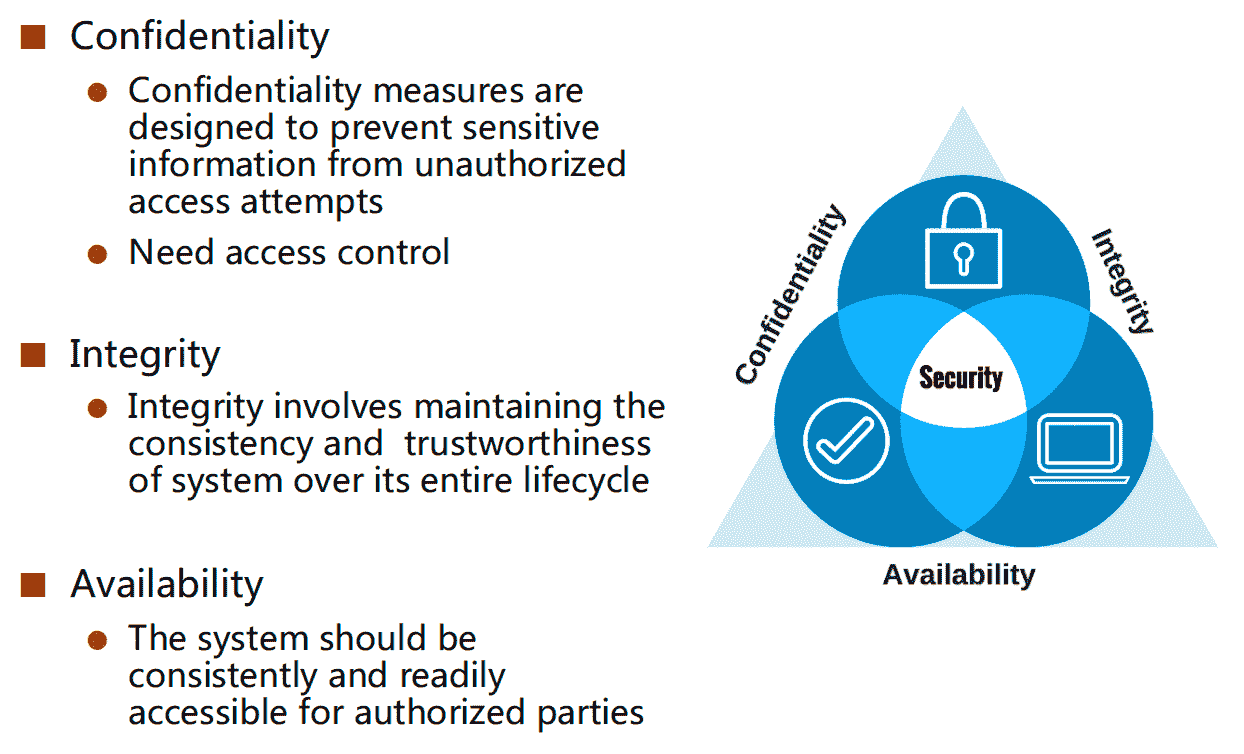 Confidentiality
Confidentiality measures are
designed to prevent sensitive
information from unauthorized
access attempts
Need access control
Integrity
Integrity involves maintaining the
consistency and  trustworthiness
of system over its entire lifecycle
Availability
The system should be
consistently and readily
accessible for authorized parties
Confidentiality
Integrity
Security
Availability